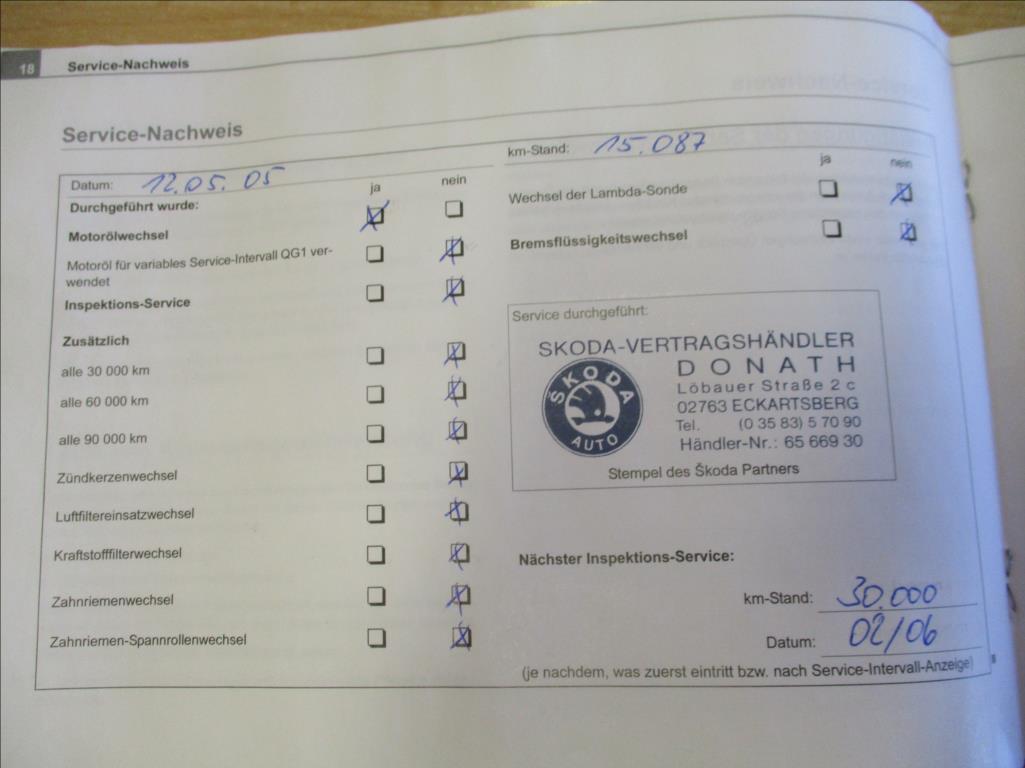 18 Service-Nachweis
Service-Nachweis
Datum: 12.05.05
ja nein
Durchgeführt wurde:
Motorölwechsel
Motoröl für variables Service-Intervall QG1 ver-
wendet
Inspektions-Service
Zusätzlich
alle 30 000 km
alle 60 000 km
alle 90 000 km
Zündkerzenwechsel
Luftfiltereinsatzwechsel
Kraftstofffilterwechsel
Zahnriemenwechsel
Zahnriemen-Spannrollenwechsel
km-Stand: 15.087
ja nein
Wechsel der Lambda-Sonde
Bremsflüssigkeitswechsel
Service durchgeführt:
SKODA-VERTRAGSHÄNDLER
DONATH
Löbauer Straße 2 c
02763 ECKARTSBERG
Tel. (0 35 83) 5 70 90
Händler-Nr.: 65 669 30
ŠKODA
AUTO
Stempel des Škoda Partners
Nächster Inspektions-Service:
km-Stand: 30.000
Datum: 02/06
(je nachdem, was zuerst eintritt bzw. nach Service-Intervall-Anzeige)